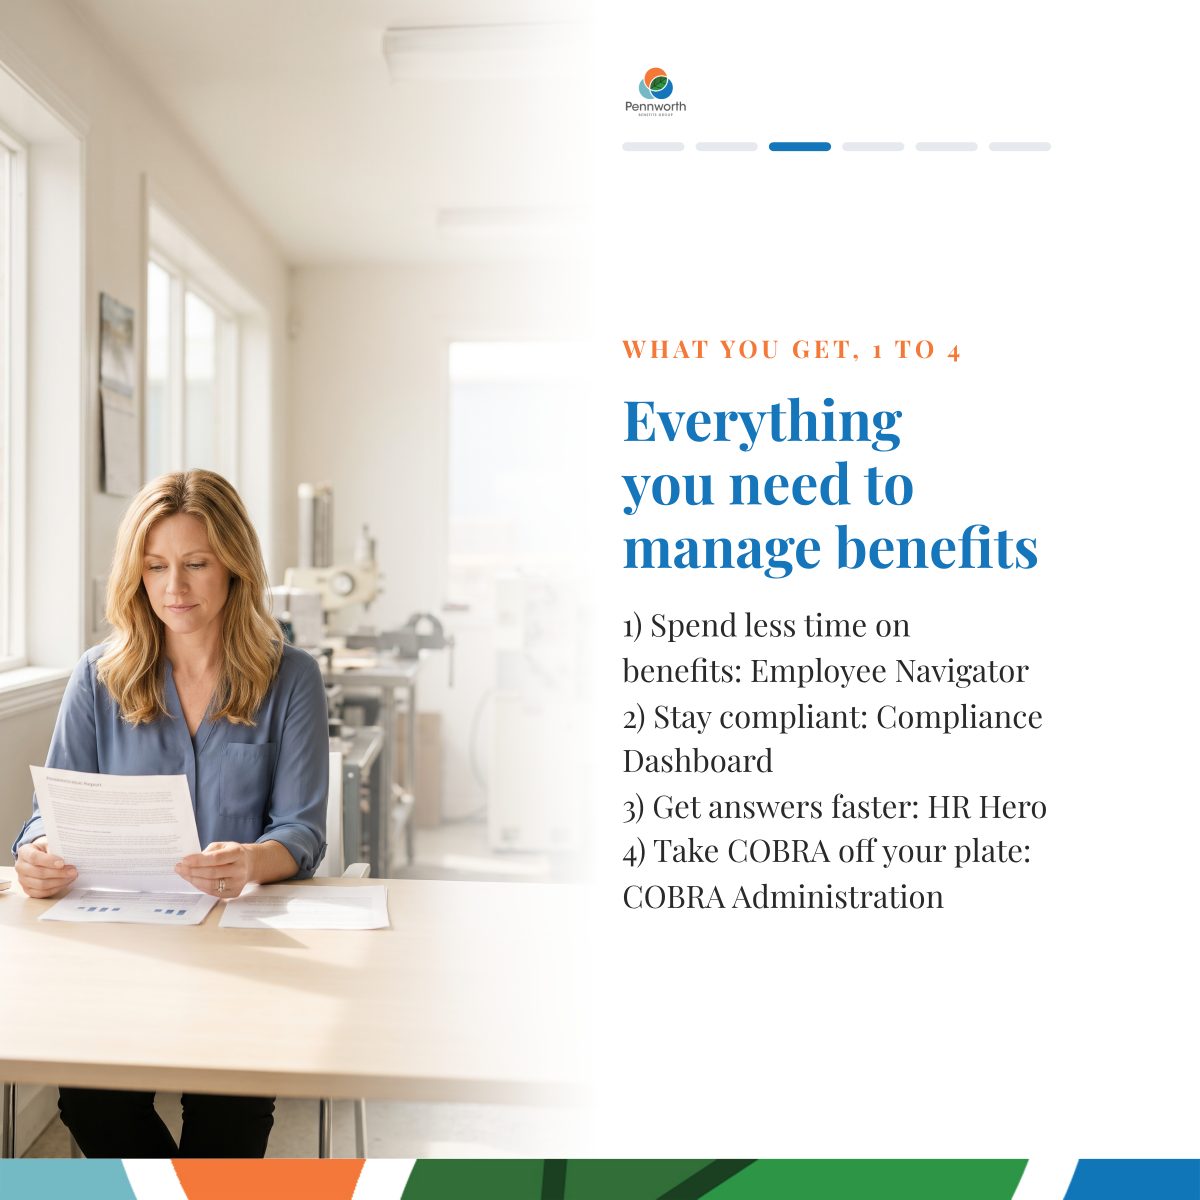 Pennworth
BENEFITS GROUP
WHAT YOU GET, 1 TO 4
Everything
you need to
manage benefits
1) Spend less time on
benefits: Employee Navigator
2) Stay compliant: Compliance
Dashboard
3) Get answers faster: HR Hero
4) Take COBRA off your plate:
COBRA Administration